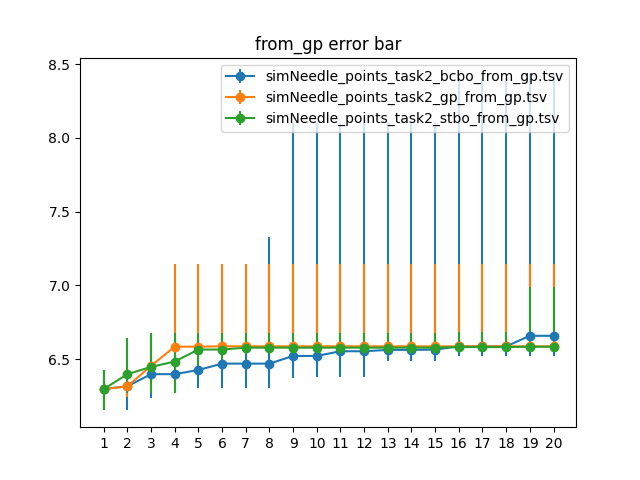 from_gp error bar
simNeedle_points_task2_bcbo_from_gp.tsv
simNeedle_points_task2_gp_from_gp.tsv
simNeedle_points_task2_stbo_from_gp.tsv
8.5
8.0
7.5
7.0
6.5
1 2 3 4 5 6 7 8 9 10 11 12 13 14 15 16 17 18 19 20